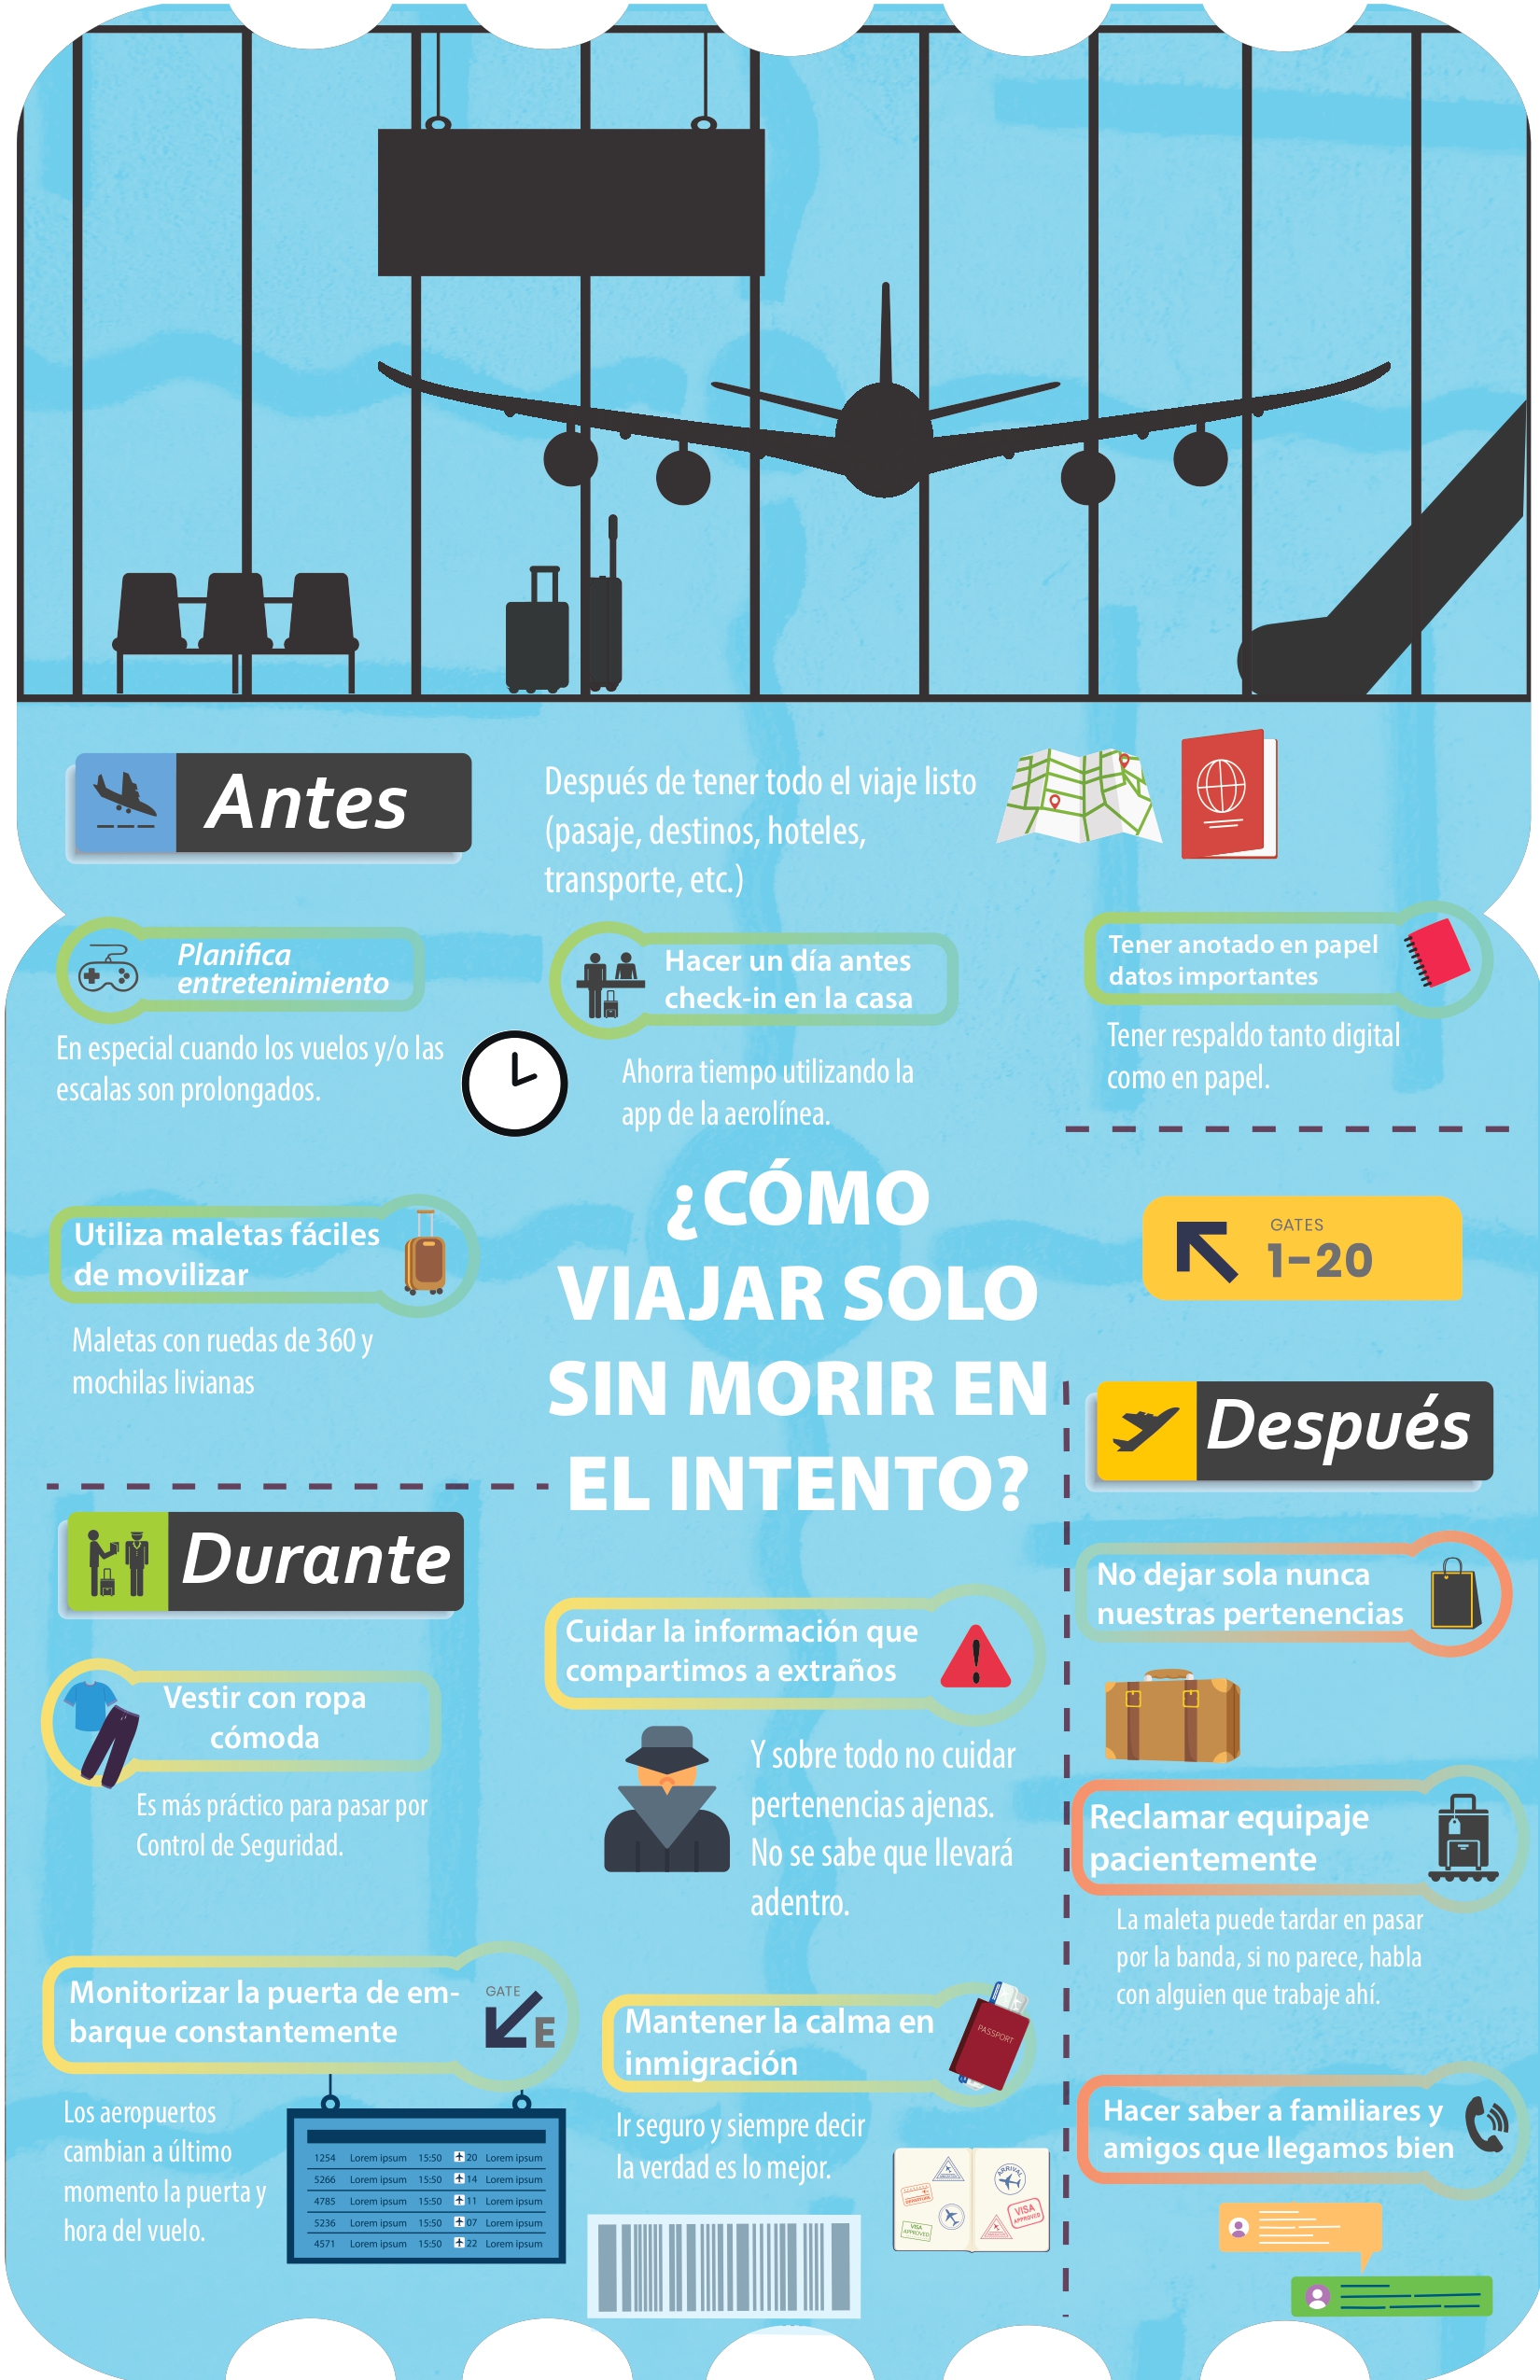 Antes
Después de tener todo el viaje listo
(pasaje, destinos, hoteles,
transporte, etc.)
Planifica
entretenimiento
En especial cuando los vuelos y/o las
escalas son prolongados.
Hacer un día antes
check-in en la casa
Ahorra tiempo utilizando la
app de la aerolínea.
Tener anotado en papel
datos importantes
Tener respaldo tanto digital
como en papel.
Utiliza maletas fáciles
de movilizar
Maletas con ruedas de 360 y
mochilas livianas
¿CÓMO
VIAJAR SOLO
SIN MORIR EN
EL INTENTO?
GATES
1-20
Durante
Vestir con ropa
cómoda
Es más práctico para pasar por
Control de Seguridad.
Monitorizar la puerta de em-
barque constantemente
GATE
E
Los aeropuertos
cambian a último
momento la puerta y
hora del vuelo.
1254 Lorem ipsum 15:50 20 Lorem ipsum
5266 Lorem ipsum 15:50 14 Lorem ipsum
4785 Lorem ipsum 15:50 11 Lorem ipsum
5236 Lorem ipsum 15:50 07 Lorem ipsum
4571 Lorem ipsum 15:50 22 Lorem ipsum
Cuidar la información que
compartimos a extraños
Y sobre todo no cuidar
pertenencias ajenas.
No se sabe que llevará
adentro.
Mantener la calma en
inmigración
PASSPORT
Ir seguro y siempre decir
la verdad es lo mejor.
ARRIVAL
VISA
APPROVED
VISA
APPROVED
Después
No dejar sola nunca
nuestras pertenencias
Reclamar equipaje
pacientemente
La maleta puede tardar en pasar
por la banda, si no parece, habla
con alguien que trabaje ahí.
Hacer saber a familiares y
amigos que llegamos bien